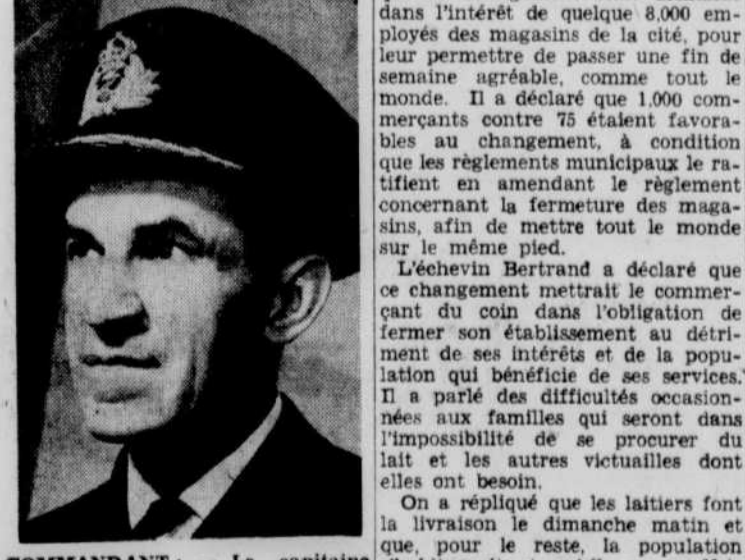 dans l'intérêt de quelque 8,000 em-
ployés des magasins de la cité, pour
leur permettre de passer une fin de
semaine agréable, comme tout le
monde. Il a déclaré que 1,000 com-
merçants contre 75 étaient favora-
bles au changement, à condition
que les règlements municipaux le ra-
tifient en amendant le règlement
concernant la fermeture des maga-
sins, afin de mettre tout le monde
sur le même pied.
L'échevin Bertrand a déclaré que
ce changement mettrait le commer-
çant du coin dans l'obligation de
fermer son établissement au détri-
ment de ses intérêts et de la popu-
lation qui bénéficie de ses services.
Il a parlé des difficultés occasion-
nées aux familles qui seront dans
l'impossibilité de se procurer du
lait et les autres victuailles dont
elles ont besoin.
On a répliqué que les laitiers font
la livraison le dimanche matin et
que, pour le reste, la population
COMMANDANT : — Le capitaine